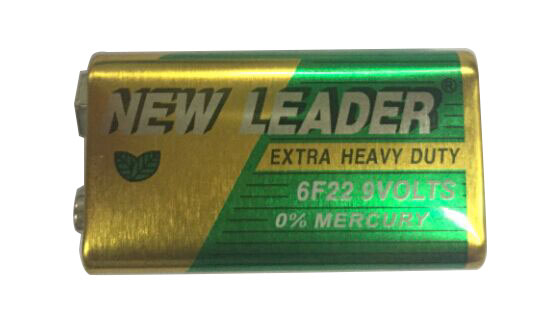 NEW LEADER®
EXTRA HEAVY DUTY
6F22 9VOLTS
0% MERCURY